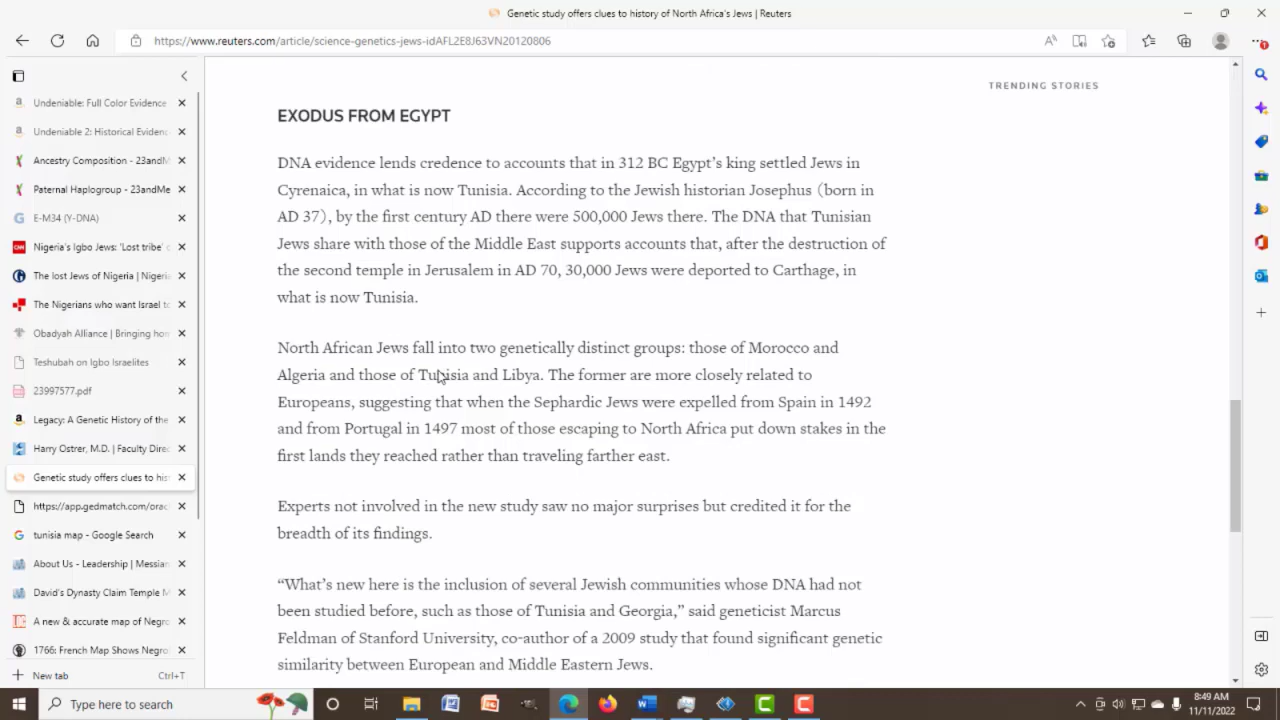 Genetic study offers clues to history of North Africa's Jews | Reuters
https://www.reuters.com/article/science-genetics-jews-idAFL2E8J63VN20120806
Undeniable: Full Color Evidence
Undeniable 2: Historical Evidenc
Ancestry Composition - 23andM
Paternal Haplogroup - 23andMe
E-M34 (Y-DNA)
Nigeria's Igbo Jews: 'Lost tribe' o
The lost Jews of Nigeria | Nigeri
The Nigerians who want Israel to
Obadyah Alliance | Bringing hon
Teshubah on Igbo Israelites
23997577.pdf
Legacy: A Genetic History of the
Harry Ostrer, M.D. | Faculty Direc
Genetic study offers clues to his
https://app.gedmatch.com/orac
tunisia map - Google Search
About Us - Leadership | Messian
David's Dynasty Claim Temple M
A new & accurate map of Negro
1766: French Map Shows Negro
New tab Ctrl+T
TRENDING STORIES
EXODUS FROM EGYPT
DNA evidence lends credence to accounts that in 312 BC Egypt's king settled Jews in
Cyrenaica, in what is now Tunisia. According to the Jewish historian Josephus (born in
AD 37), by the first century AD there were 500,000 Jews there. The DNA that Tunisian
Jews share with those of the Middle East supports accounts that, after the destruction of
the second temple in Jerusalem in AD 70, 30,000 Jews were deported to Carthage, in
what is now Tunisia.
North African Jews fall into two genetically distinct groups: those of Morocco and
Algeria and those of Tunisia and Libya. The former are more closely related to
Europeans, suggesting that when the Sephardic Jews were expelled from Spain in 1492
and from Portugal in 1497 most of those escaping to North Africa put down stakes in the
first lands they reached rather than traveling farther east.
Experts not involved in the new study saw no major surprises but credited it for the
breadth of its findings.
“What's new here is the inclusion of several Jewish communities whose DNA had not
been studied before, such as those of Tunisia and Georgia,” said geneticist Marcus
Feldman of Stanford University, co-author of a 2009 study that found significant genetic
similarity between European and Middle Eastern Jews.
Type here to search
8:49 AM
11/11/2022